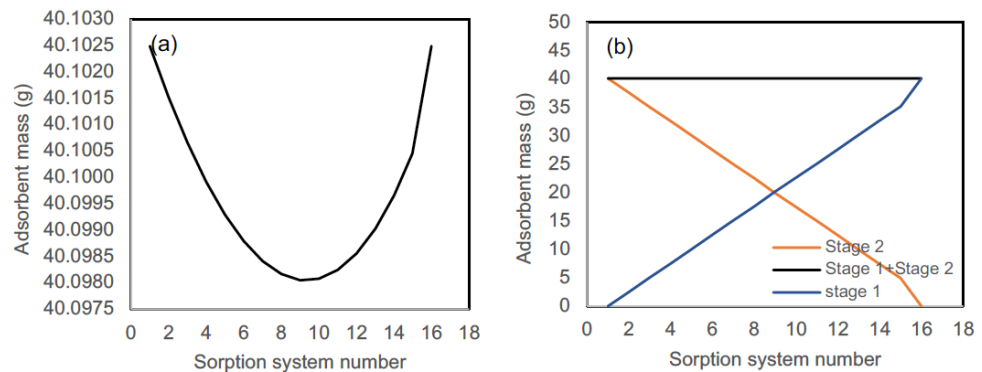 (a)
Adsorbent mass (g)
40.1030
40.1025
40.1020
40.1015
40.1010
40.1005
40.1000
40.0995
40.0990
40.0985
40.0980
40.0975
0 2 4 6 8 10 12 14 16 18
Sorption system number
(b)
Adsorbent mass (g)
50
45
40
35
30
25
20
15
10
5
0
Stage 2
Stage 1+Stage 2
stage 1
0 2 4 6 8 10 12 14 16 18
Sorption system number